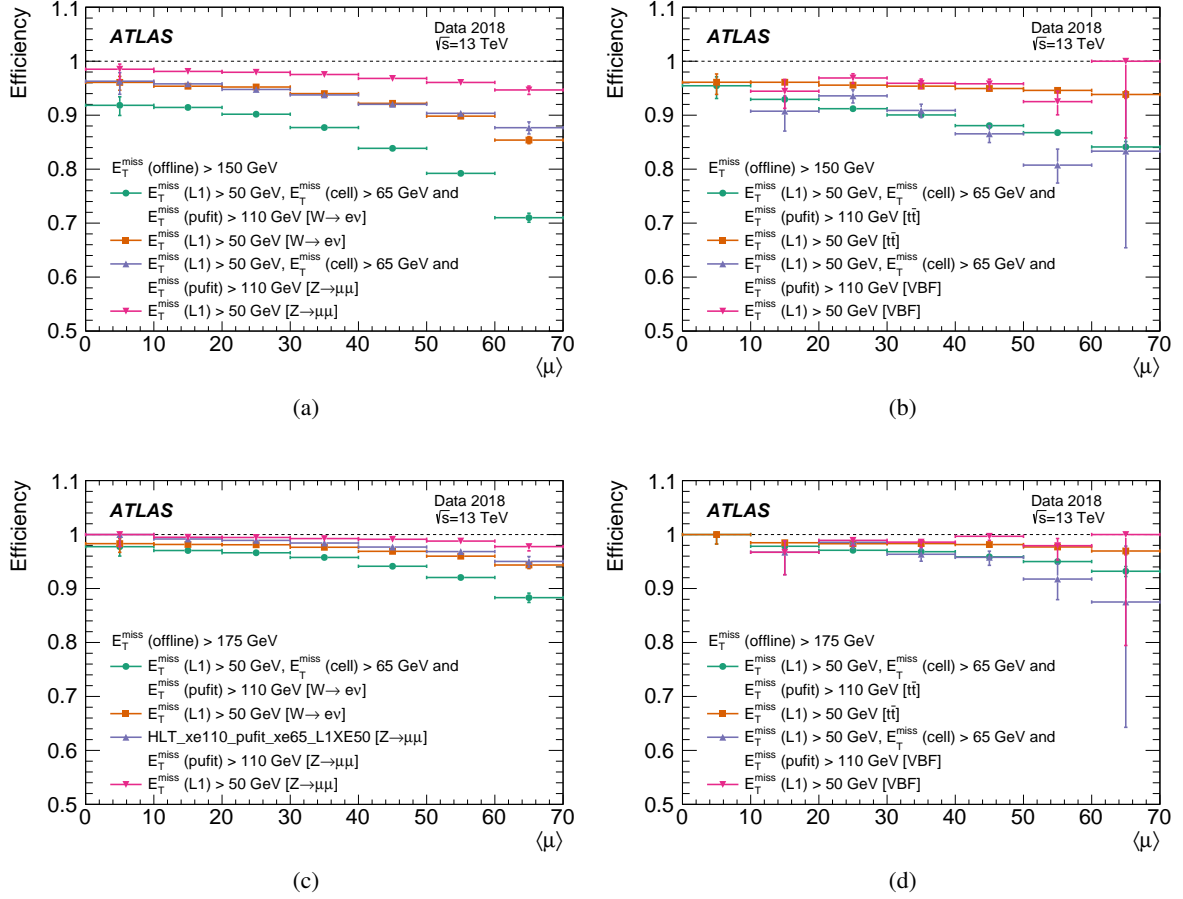 1.1
ATLAS
Data 2018
√s=13 TeV
Efficiency
1
0.9
0.8
0.7
0.6
0.5
E_T^miss (offline) > 150 GeV
E_T^miss (L1) > 50 GeV, E_T^miss (cell) > 65 GeV and
E_T^miss (pufit) > 110 GeV [W→ eν]
E_T^miss (L1) > 50 GeV [W→ eν]
E_T^miss (L1) > 50 GeV, E_T^miss (cell) > 65 GeV and
E_T^miss (pufit) > 110 GeV [Z→μμ]
E_T^miss (L1) > 50 GeV [Z→μμ]
0 10 20 30 40 50 60 70
⟨μ⟩
(a)
1.1
ATLAS
Data 2018
√s=13 TeV
Efficiency
1
0.9
0.8
0.7
0.6
0.5
E_T^miss (offline) > 150 GeV
E_T^miss (L1) > 50 GeV, E_T^miss (cell) > 65 GeV and
E_T^miss (pufit) > 110 GeV [tt̄]
E_T^miss (L1) > 50 GeV [tt̄]
E_T^miss (L1) > 50 GeV, E_T^miss (cell) > 65 GeV and
E_T^miss (pufit) > 110 GeV [VBF]
E_T^miss (L1) > 50 GeV [VBF]
0 10 20 30 40 50 60 70
⟨μ⟩
(b)
1.1
ATLAS
Data 2018
√s=13 TeV
Efficiency
1
0.9
0.8
0.7
0.6
0.5
E_T^miss (offline) > 175 GeV
E_T^miss (L1) > 50 GeV, E_T^miss (cell) > 65 GeV and
E_T^miss (pufit) > 110 GeV [W→ eν]
E_T^miss (L1) > 50 GeV [W→ eν]
HLT_xe110_pufit_xe65_L1XE50 [Z→μμ]
E_T^miss (pufit) > 110 GeV [Z→μμ]
E_T^miss (L1) > 50 GeV [Z→μμ]
0 10 20 30 40 50 60 70
⟨μ⟩
(c)
1.1
ATLAS
Data 2018
√s=13 TeV
Efficiency
1
0.9
0.8
0.7
0.6
0.5
E_T^miss (offline) > 175 GeV
E_T^miss (L1) > 50 GeV, E_T^miss (cell) > 65 GeV and
E_T^miss (pufit) > 110 GeV [tt̄]
E_T^miss (L1) > 50 GeV [tt̄]
E_T^miss (L1) > 50 GeV, E_T^miss (cell) > 65 GeV and
E_T^miss (pufit) > 110 GeV [VBF]
E_T^miss (L1) > 50 GeV [VBF]
0 10 20 30 40 50 60 70
⟨μ⟩
(d)